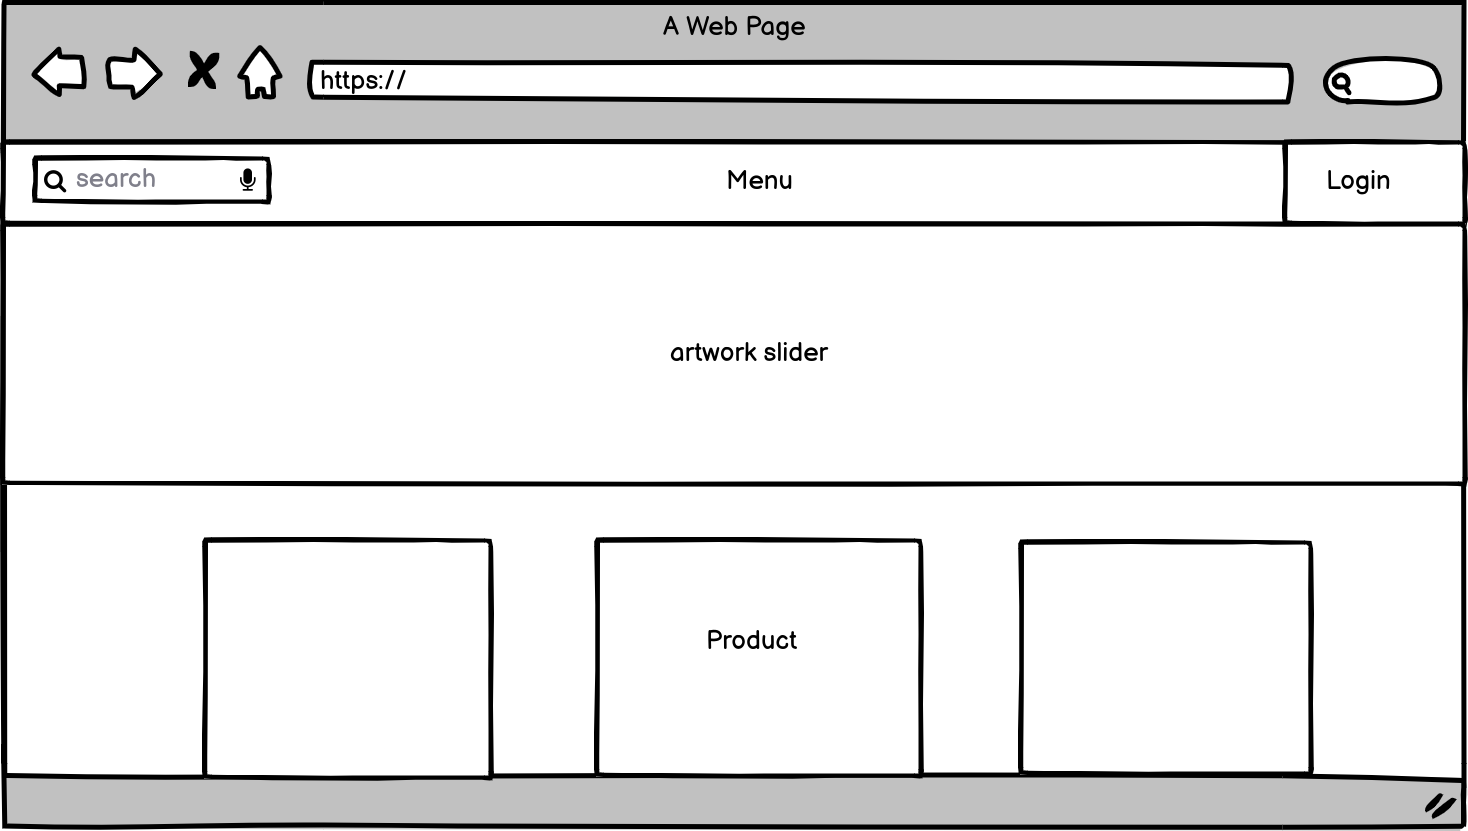 A Web Page
https://
search
Menu
Login
artwork slider
Product